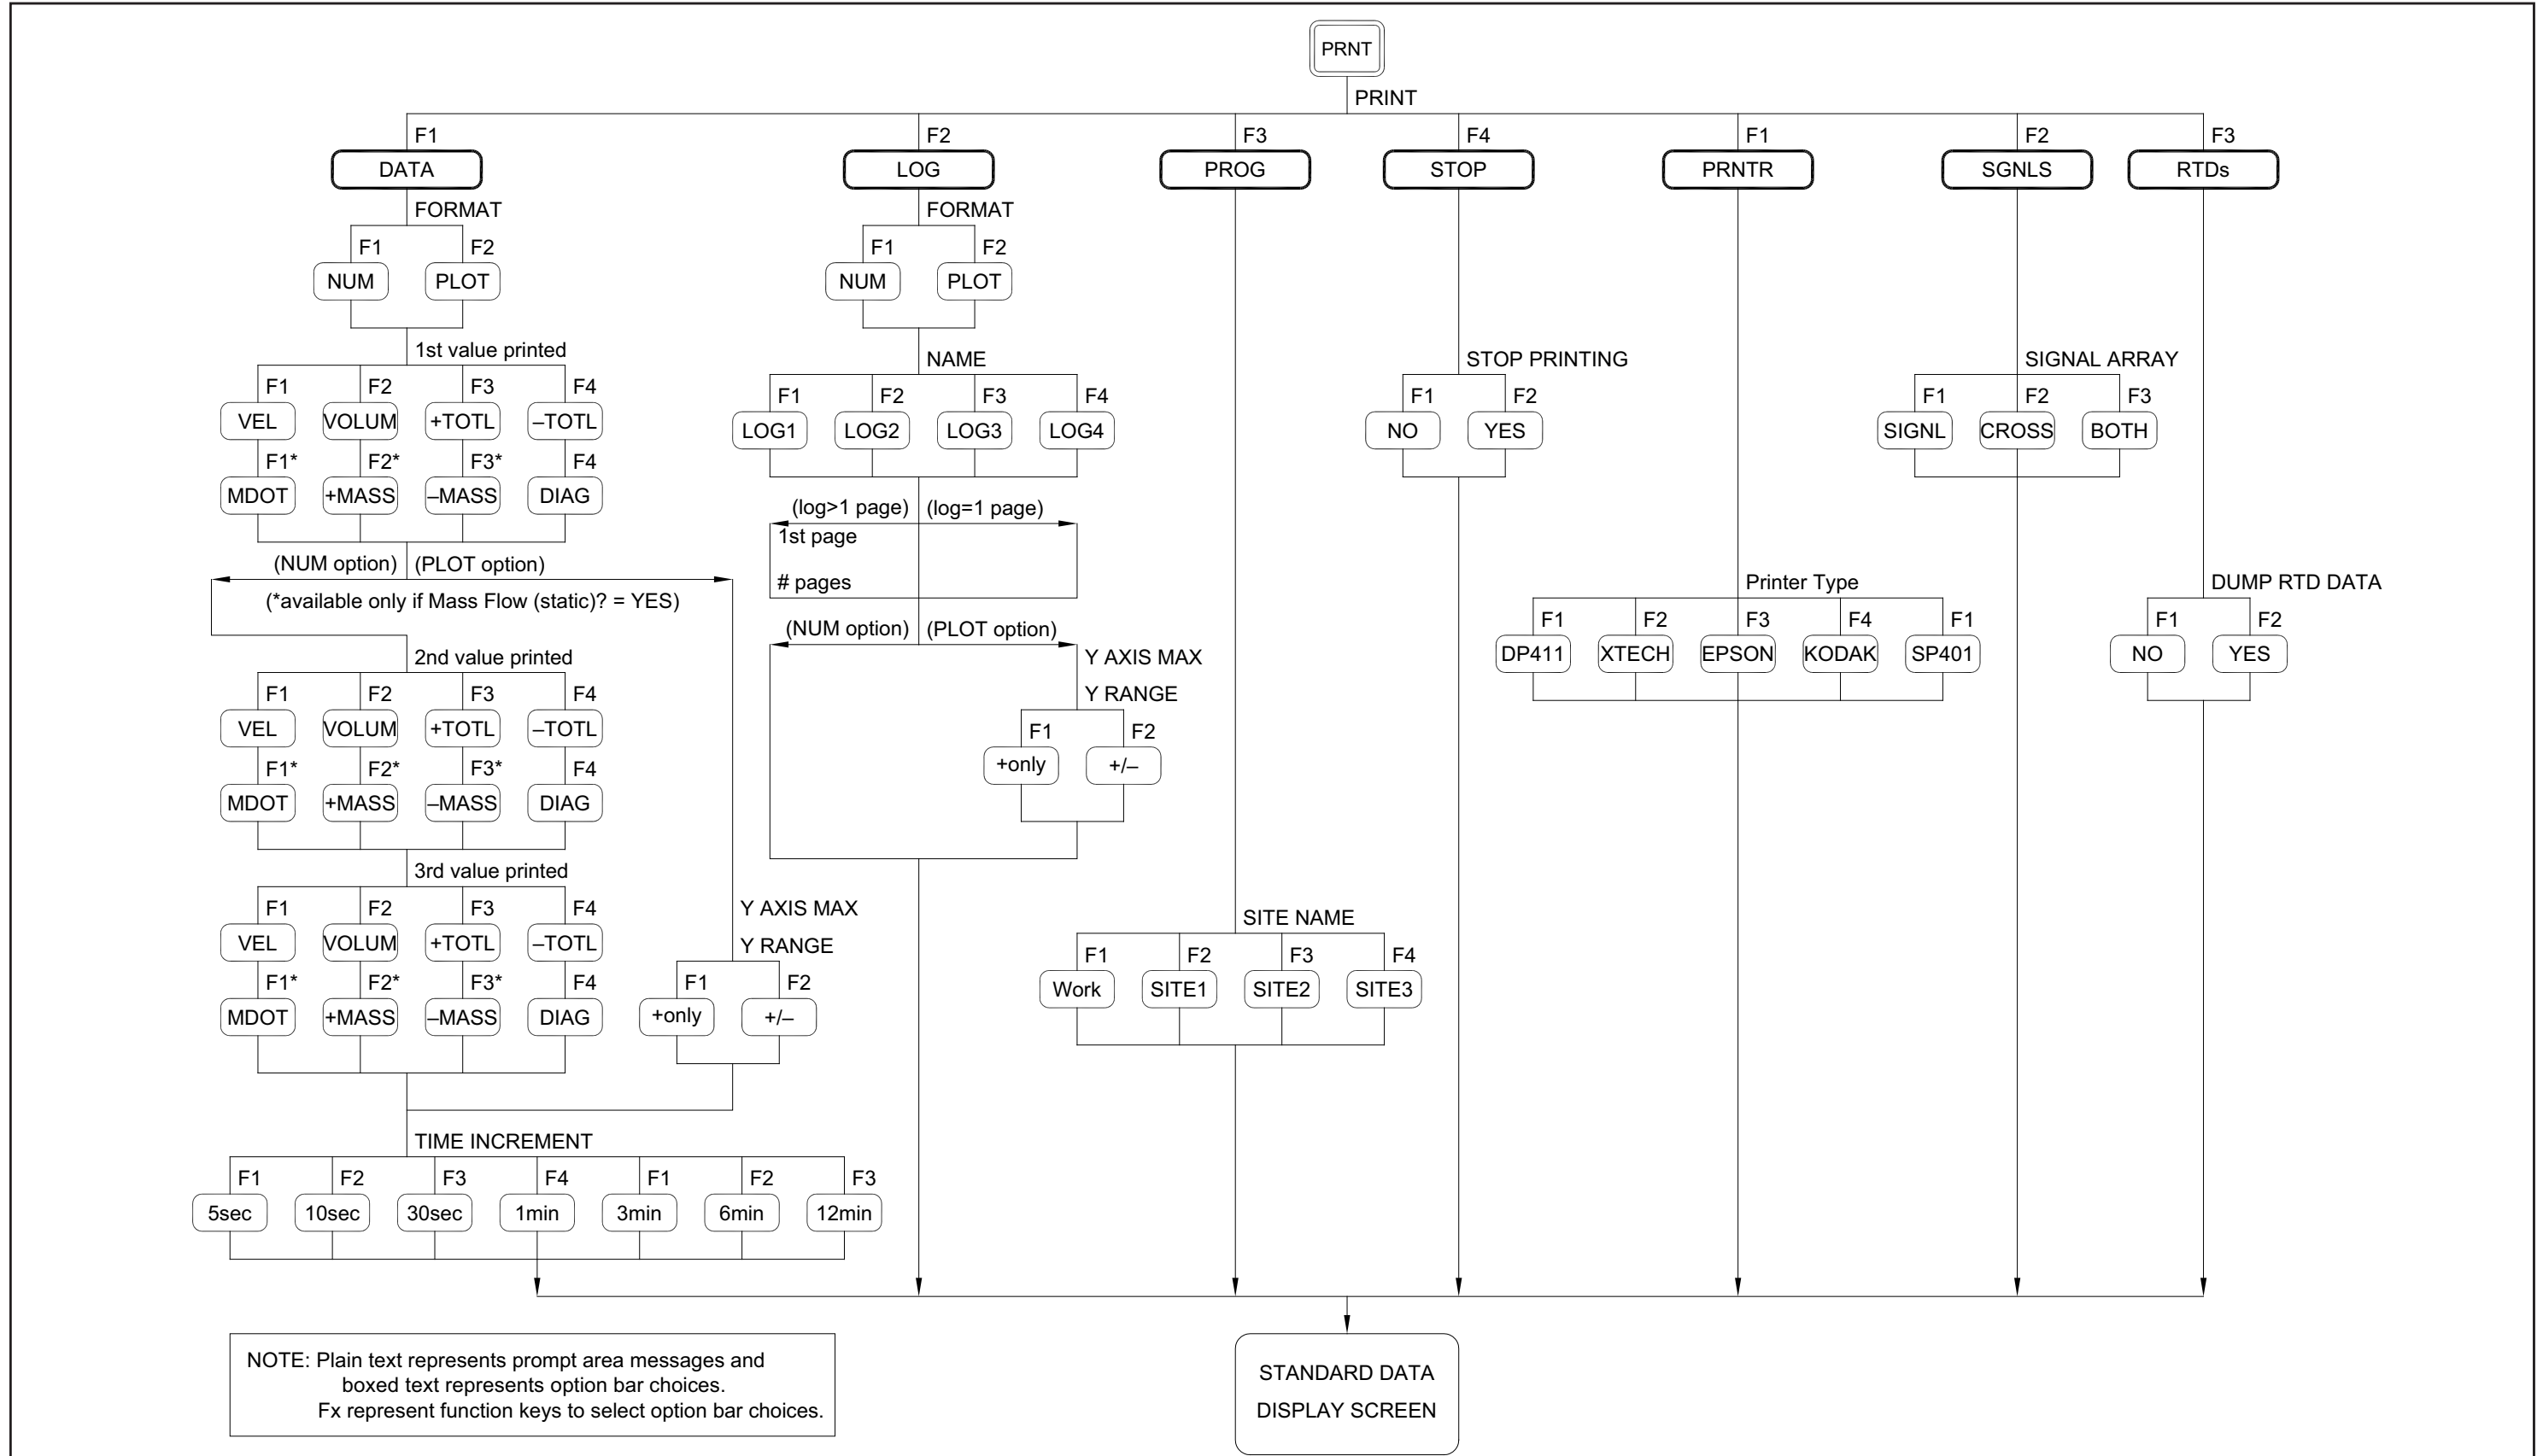 PRNT
PRINT
F1 F2 F3 F4 F1 F2 F3
DATA LOG PROG STOP PRNTR SGNLS RTDs
FORMAT FORMAT
F1 F2 F1 F2
NUM PLOT NUM PLOT
1st value printed NAME STOP PRINTING SIGNAL ARRAY
F1 F2 F3 F4 F1 F2 F3 F4 F1 F2 F1 F2 F3
VEL VOLUM +TOTL –TOTL LOG1 LOG2 LOG3 LOG4 NO YES SIGNL CROSS BOTH
F1* F2* F3* F4
MDOT +MASS –MASS DIAG
(log>1 page) (log=1 page)
1st page
(NUM option) (PLOT option)
# pages Printer Type DUMP RTD DATA
(*available only if Mass Flow (static)? = YES)
F1 F2 F3 F4 F1 F1 F2
(NUM option) (PLOT option)
DP411 XTECH EPSON KODAK SP401 NO YES
2nd value printed Y AXIS MAX
F1 F2 F3 F4 Y RANGE
VEL VOLUM +TOTL –TOTL F1 F2
F1* F2* F3* F4 +only +/–
MDOT +MASS –MASS DIAG
3rd value printed
F1 F2 F3 F4 Y AXIS MAX SITE NAME
VEL VOLUM +TOTL –TOTL Y RANGE
F1 F2 F3 F4
F1* F2* F3* F4 F1 F2
Work SITE1 SITE2 SITE3
MDOT +MASS –MASS DIAG +only +/–
TIME INCREMENT
F1 F2 F3 F4 F1 F2 F3
5sec 10sec 30sec 1min 3min 6min 12min
NOTE: Plain text represents prompt area messages and
boxed text represents option bar choices.
Fx represent function keys to select option bar choices.
STANDARD DATA
DISPLAY SCREEN